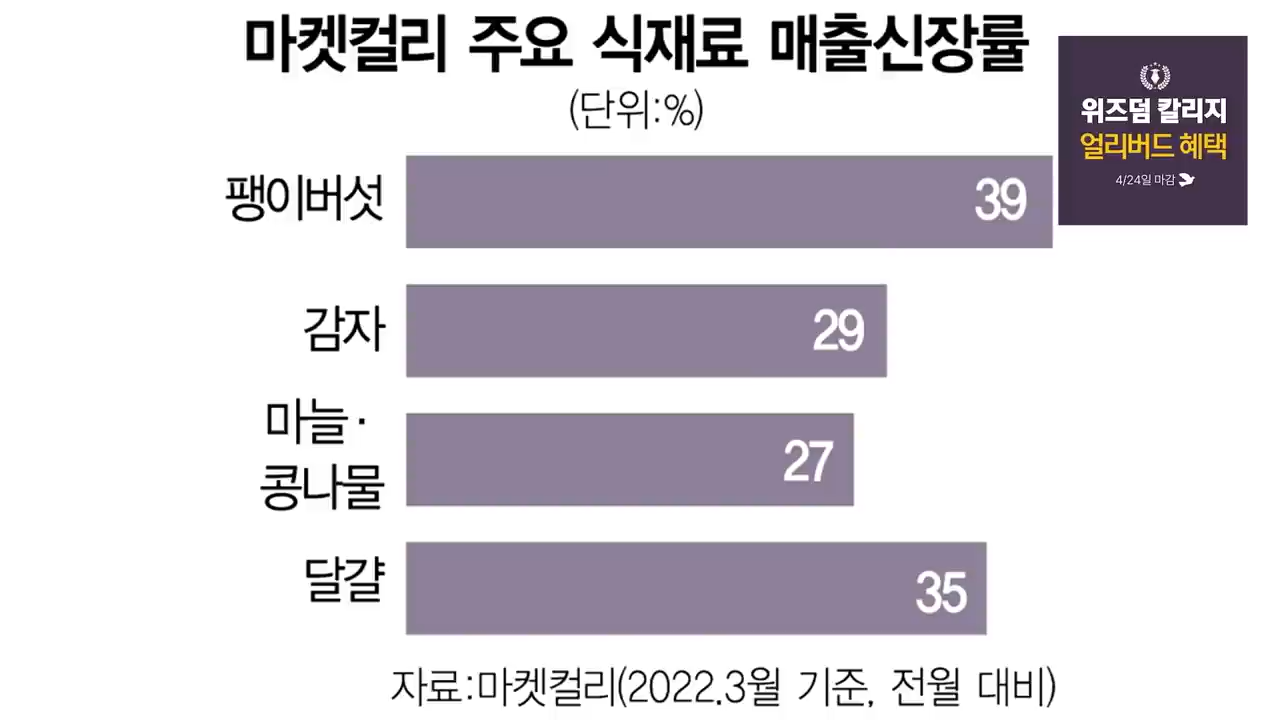 마켓컬리 주요 식재료 매출신장률
(단위:%)
위즈덤 칼리지
얼리버드 혜택
4/24일 마감
팽이버섯 39
감자 29
마늘·
콩나물 27
달걀 35
자료:마켓컬리(2022.3월 기준, 전월 대비)